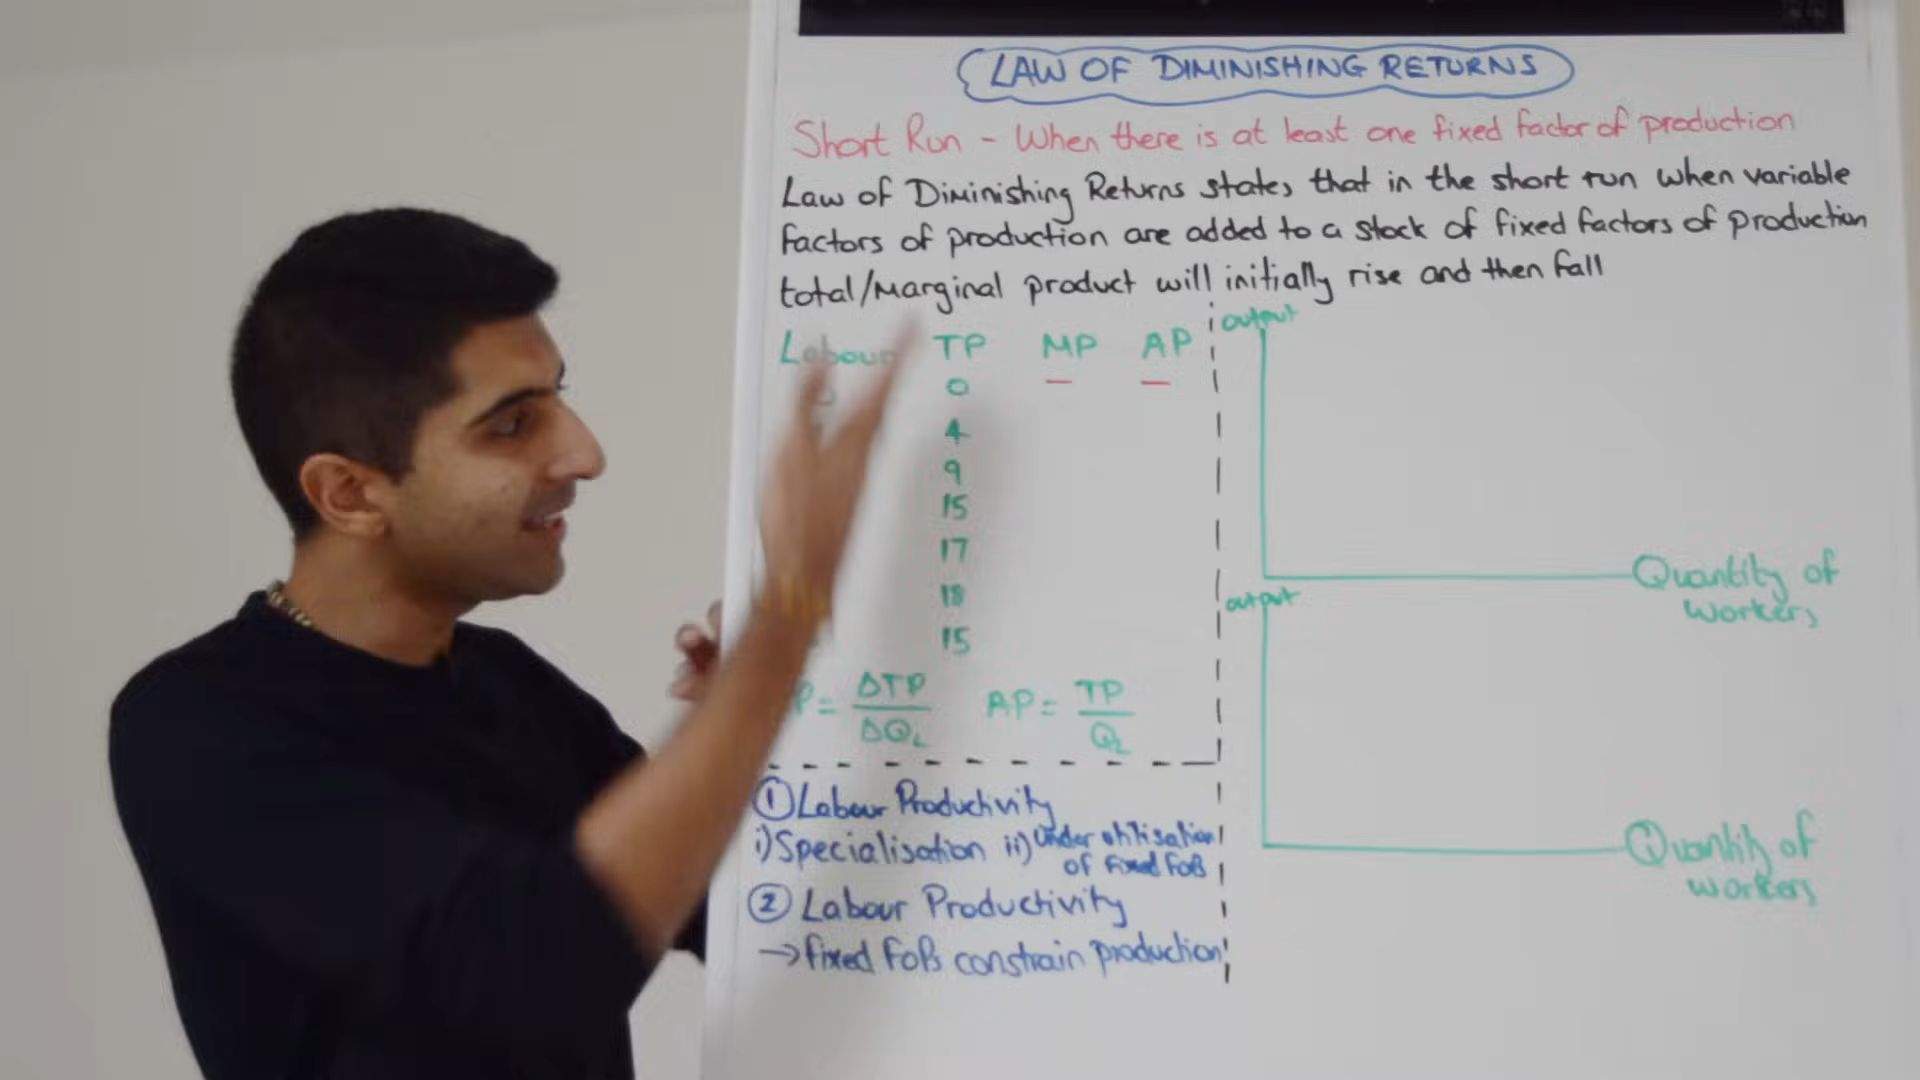 LAW OF DIMINISHING RETURNS
Short Run - When there is at least one fixed factor of production
Law of Diminishing Returns states that in the short run when variable
factors of production are added to a stock of fixed factors of production
total/marginal product will initially rise and then fall
Labour TP MP AP
0 0 — —
4
9
15
17
18
15
P = ΔTP/ΔQL AP = TP/QL
output
Quantity of
workers
output
Quantity of
workers
① Labour Productivity
i) Specialisation ii) Under utilisation
of fixed FoPs
② Labour Productivity
→ fixed FoPs constrain production